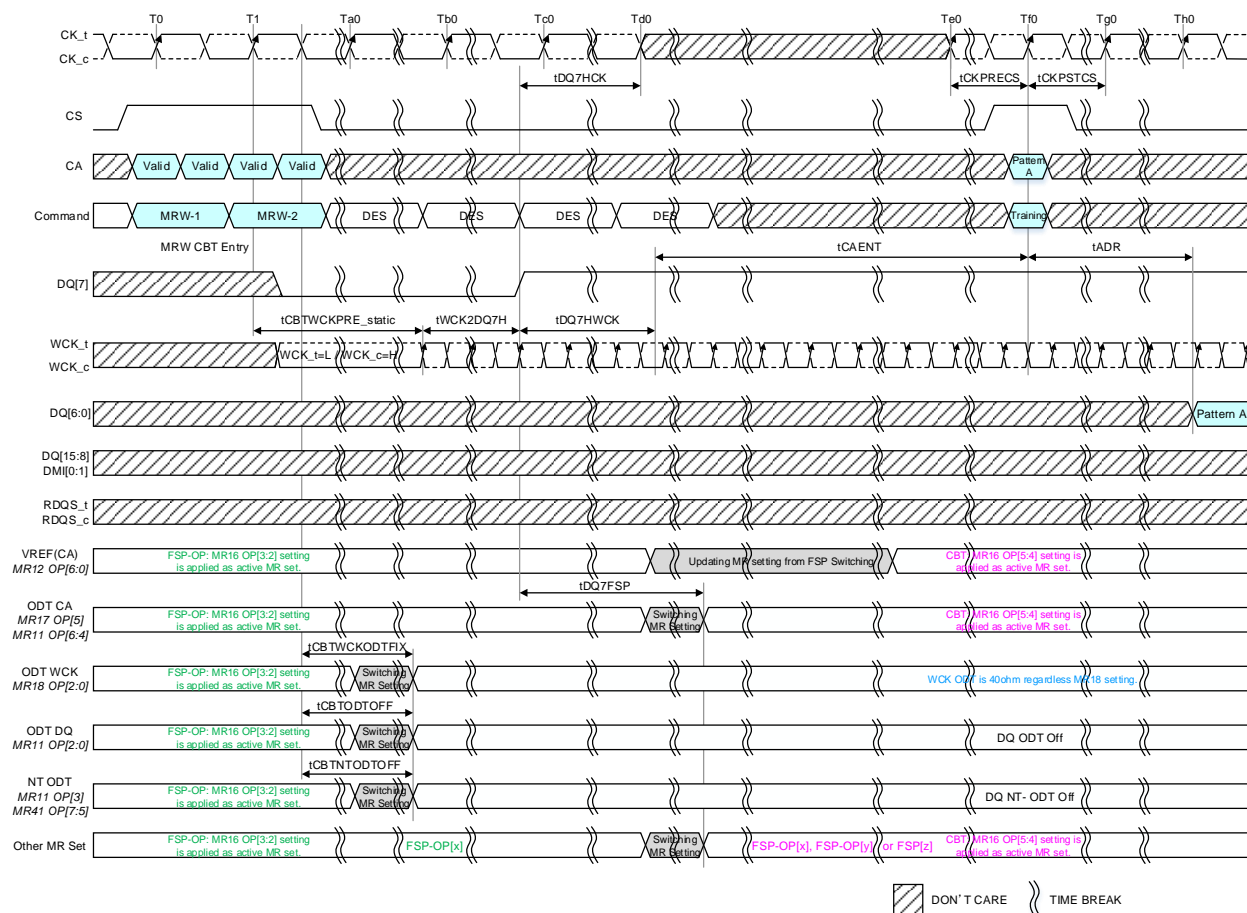 T0 T1 Ta0 Tb0 Tc0 Td0 Te0 Tf0 Tg0 Th0
CK_t
CK_c
tDQ7HCK tCKPRECS tCKPSTCS
CS
CA Valid Valid Valid Valid Pattern A
Command MRW-1 MRW-2 DES DES DES DES Training
MRW CBT Entry
tCAENT tADR
DQ[7]
tCBTWCKPRE_static tWCK2DQ7H tDQ7HWCK
WCK_t
WCK_t=L / WCK_c=H
WCK_c
DQ[6:0] Pattern A
DQ[15:8]
DMI[0:1]
RDQS_t
RDQS_c
VREF(CA)
MR12 OP[6:0]
FSP-OP: MR16 OP[3:2] setting
is applied as active MR set.
Updating MR setting from FSP Switching
CBT: MR16 OP[5:4] setting is
applied as active MR set.
tDQ7FSP
ODT CA
MR17 OP[5]
MR11 OP[6:4]
FSP-OP: MR16 OP[3:2] setting
is applied as active MR set.
Switching
MR Setting
CBT: MR16 OP[5:4] setting is
applied as active MR set.
tCBTWCKODTFIX
ODT WCK
MR18 OP[2:0]
FSP-OP: MR16 OP[3:2] setting
is applied as active MR set.
Switching
MR Setting
WCK ODT is 40ohm regardless MR18 setting.
tCBTODTOFF
ODT DQ
MR11 OP[2:0]
FSP-OP: MR16 OP[3:2] setting
is applied as active MR set.
Switching
MR Setting
DQ ODT Off
tCBTNTODTOFF
NT ODT
MR11 OP[3]
MR41 OP[7:5]
FSP-OP: MR16 OP[3:2] setting
is applied as active MR set.
Switching
MR Setting
DQ NT- ODT Off
Other MR Set
FSP-OP: MR16 OP[3:2] setting
is applied as active MR set.
FSP-OP[x]
Switching
MR Setting
FSP-OP[x], FSP-OP[y] or FSP[z]
CBT: MR16 OP[5:4] setting is
applied as active MR set.
DON'T CARE TIME BREAK